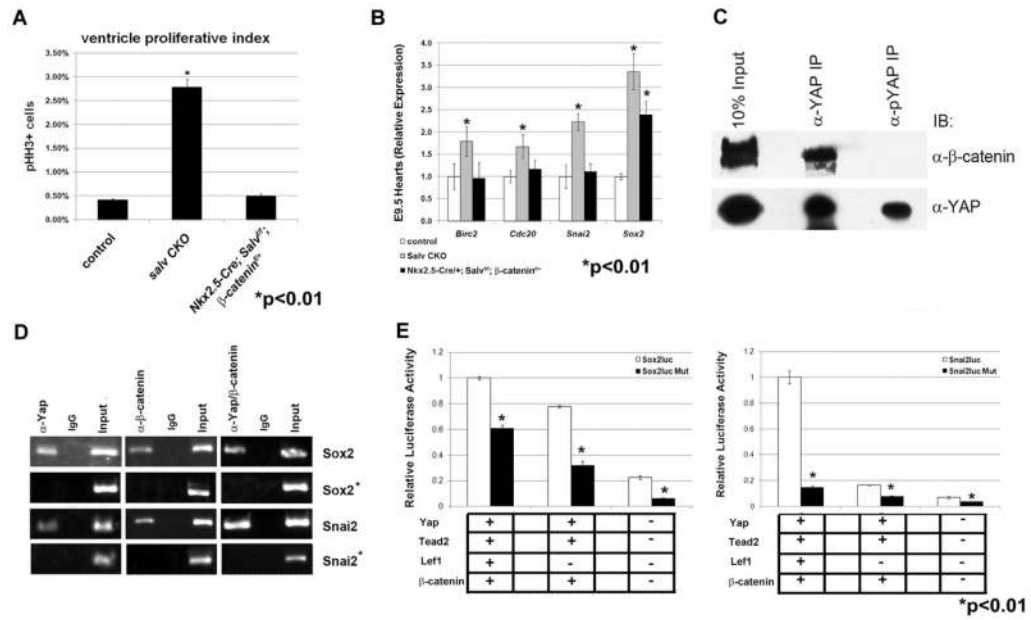 A
ventricle proliferative index
3.50%
3.00%
2.50%
2.00%
1.50%
1.00%
0.50%
0.00%
pHH3+ cells
*
control
salv CKO
Nkx2.5-Cre; Salv^f/f;
β-catenin^f/+
*p<0.01
B
E9.5 Hearts (Relative Expression)
4.0
3.5
3.0
2.5
2.0
1.5
1.0
0.5
0.0
* * * * *
Birc2 Cdc20 Snai2 Sox2
control
Salv CKO
Nkx2.5-Cre/+; Salv^f/f; β-catenin^f/+
*p<0.01
C
10% Input
α-YAP IP
α-pYAP IP
IB:
α-β-catenin
α-YAP
D
α-Yap IgG Input α-β-catenin IgG Input α-Yap/β-catenin IgG Input
Sox2
Sox2*
Snai2
Snai2*
E
Relative Luciferase Activity
1.2
1
0.8
0.6
0.4
0.2
0
Sox2luc
Sox2luc Mut
* * *
Yap + + -
Tead2 + + -
Lef1 + - -
β-catenin + + -
Relative Luciferase Activity
1.2
1
0.8
0.6
0.4
0.2
0
Snai2luc
Snai2luc Mut
* * *
Yap + + -
Tead2 + + -
Lef1 + - -
β-catenin + + -
*p<0.01